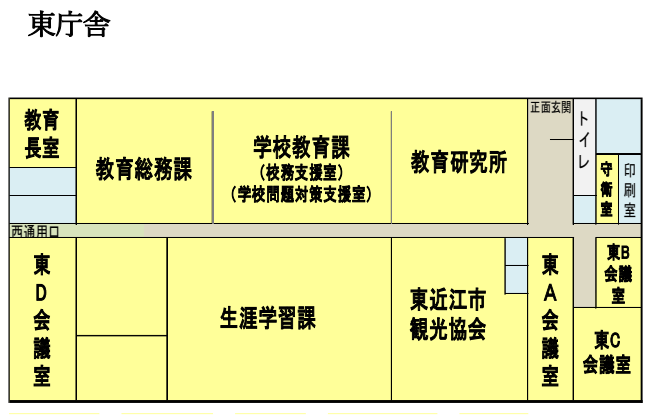 東庁舎
教育
長室
教育総務課
学校教育課
（校務支援室）
（学校問題対策支援室）
教育研究所
正面玄関
トイレ
守衛室
印刷室
西通用口
東D会議室
生涯学習課
東近江市
観光協会
東A会議室
東B
会議
室
東C
会議室